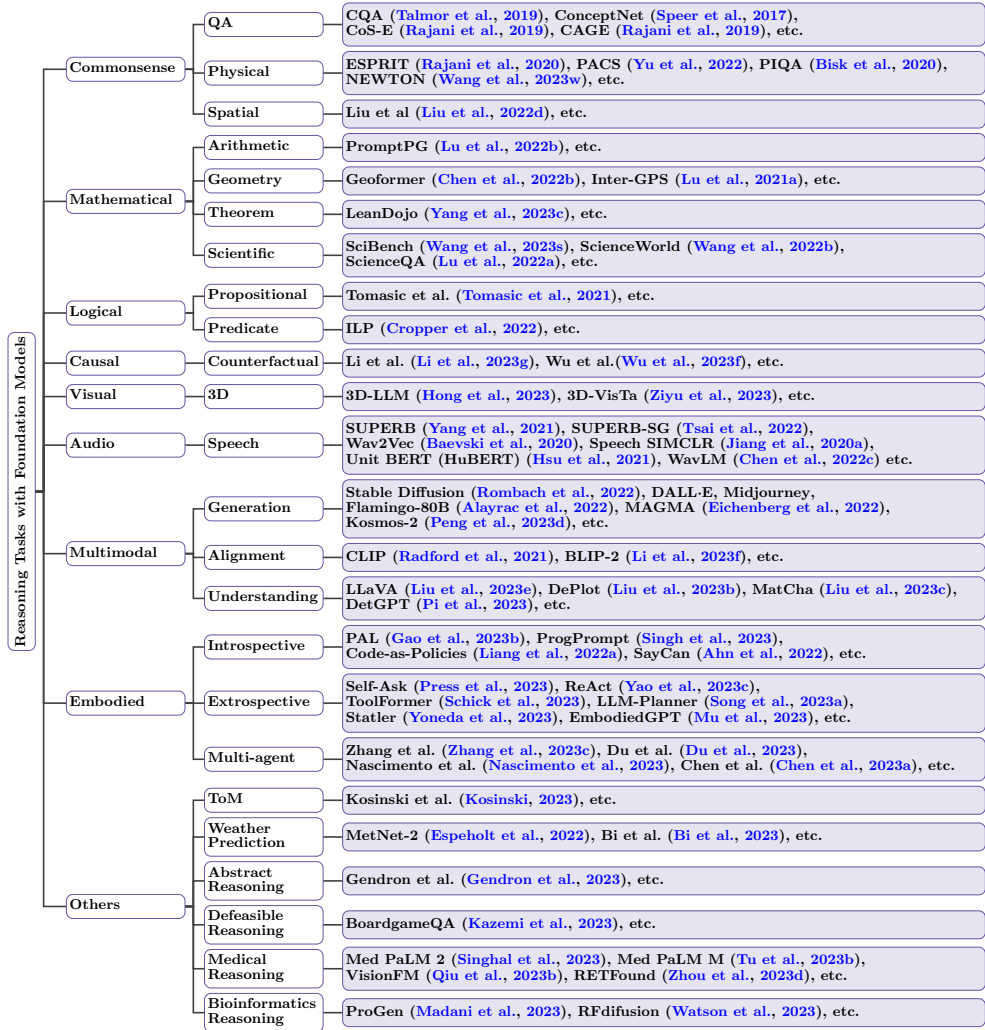 Reasoning Tasks with Foundation Models
Commonsense
QA
CQA (Talmor et al., 2019), ConceptNet (Speer et al., 2017),
CoS-E (Rajani et al., 2019), CAGE (Rajani et al., 2019), etc.
Physical
ESPRIT (Rajani et al., 2020), PACS (Yu et al., 2022), PIQA (Bisk et al., 2020),
NEWTON (Wang et al., 2023w), etc.
Spatial
Liu et al (Liu et al., 2022d), etc.
Mathematical
Arithmetic
PromptPG (Lu et al., 2022b), etc.
Geometry
Geoformer (Chen et al., 2022b), Inter-GPS (Lu et al., 2021a), etc.
Theorem
LeanDojo (Yang et al., 2023c), etc.
Scientific
SciBench (Wang et al., 2023s), ScienceWorld (Wang et al., 2022b),
ScienceQA (Lu et al., 2022a), etc.
Logical
Propositional
Tomasic et al. (Tomasic et al., 2021), etc.
Predicate
ILP (Cropper et al., 2022), etc.
Causal
Counterfactual
Li et al. (Li et al., 2023g), Wu et al.(Wu et al., 2023f), etc.
Visual
3D
3D-LLM (Hong et al., 2023), 3D-VisTa (Ziyu et al., 2023), etc.
Audio
Speech
SUPERB (Yang et al., 2021), SUPERB-SG (Tsai et al., 2022),
Wav2Vec (Baevski et al., 2020), Speech SIMCLR (Jiang et al., 2020a),
Unit BERT (HuBERT) (Hsu et al., 2021), WavLM (Chen et al., 2022c) etc.
Multimodal
Generation
Stable Diffusion (Rombach et al., 2022), DALL·E, Midjourney,
Flamingo-80B (Alayrac et al., 2022), MAGMA (Eichenberg et al., 2022),
Kosmos-2 (Peng et al., 2023d), etc.
Alignment
CLIP (Radford et al., 2021), BLIP-2 (Li et al., 2023f), etc.
Understanding
LLaVA (Liu et al., 2023e), DePlot (Liu et al., 2023b), MatCha (Liu et al., 2023c),
DetGPT (Pi et al., 2023), etc.
Embodied
Introspective
PAL (Gao et al., 2023b), ProgPrompt (Singh et al., 2023),
Code-as-Policies (Liang et al., 2022a), SayCan (Ahn et al., 2022), etc.
Extrospective
Self-Ask (Press et al., 2023), ReAct (Yao et al., 2023c),
ToolFormer (Schick et al., 2023), LLM-Planner (Song et al., 2023a),
Statler (Yoneda et al., 2023), EmbodiedGPT (Mu et al., 2023), etc.
Multi-agent
Zhang et al. (Zhang et al., 2023c), Du et al. (Du et al., 2023),
Nascimento et al. (Nascimento et al., 2023), Chen et al. (Chen et al., 2023a), etc.
Others
ToM
Kosinski et al. (Kosinski, 2023), etc.
Weather
Prediction
MetNet-2 (Espeholt et al., 2022), Bi et al. (Bi et al., 2023), etc.
Abstract
Reasoning
Gendron et al. (Gendron et al., 2023), etc.
Defeasible
Reasoning
BoardgameQA (Kazemi et al., 2023), etc.
Medical
Reasoning
Med PaLM 2 (Singhal et al., 2023), Med PaLM M (Tu et al., 2023b),
VisionFM (Qiu et al., 2023b), RETFound (Zhou et al., 2023d), etc.
Bioinformatics
Reasoning
ProGen (Madani et al., 2023), RFdifusion (Watson et al., 2023), etc.